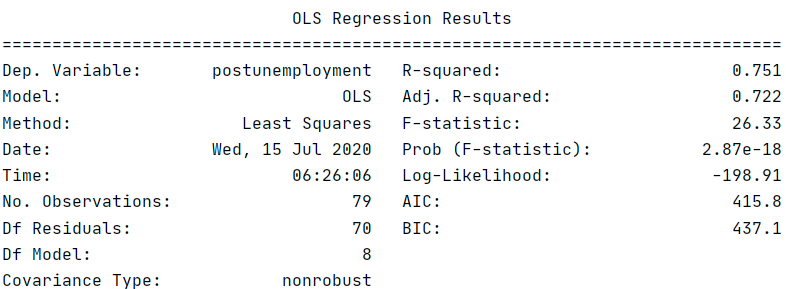 OLS Regression Results
==============================================================================
Dep. Variable: postunemployment R-squared: 0.751
Model: OLS Adj. R-squared: 0.722
Method: Least Squares F-statistic: 26.33
Date: Wed, 15 Jul 2020 Prob (F-statistic): 2.87e-18
Time: 06:26:06 Log-Likelihood: -198.91
No. Observations: 79 AIC: 415.8
Df Residuals: 70 BIC: 437.1
Df Model: 8
Covariance Type: nonrobust